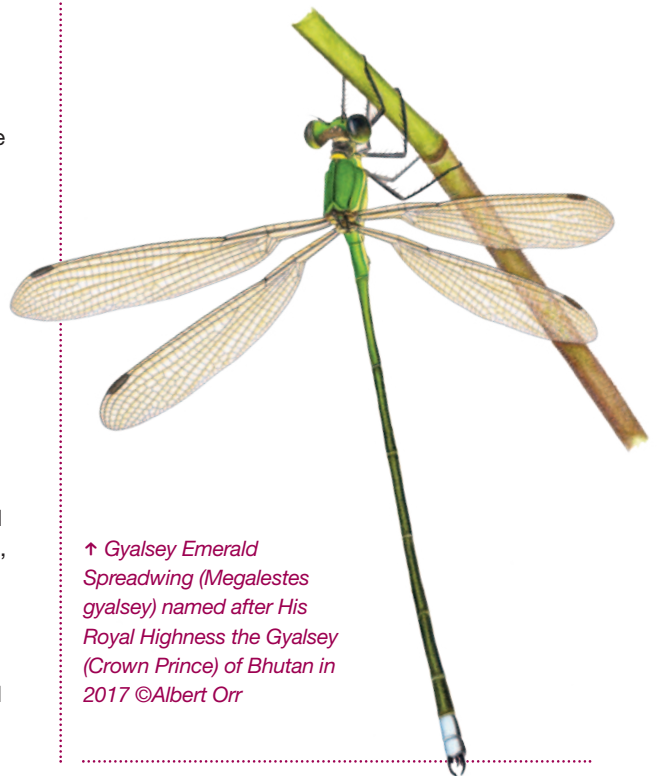 e
l
,
l
↑ Gyalsey Emerald
Spreadwing (Megalestes
gyalsey) named after His
Royal Highness the Gyalsey
(Crown Prince) of Bhutan in
2017 ©Albert Orr